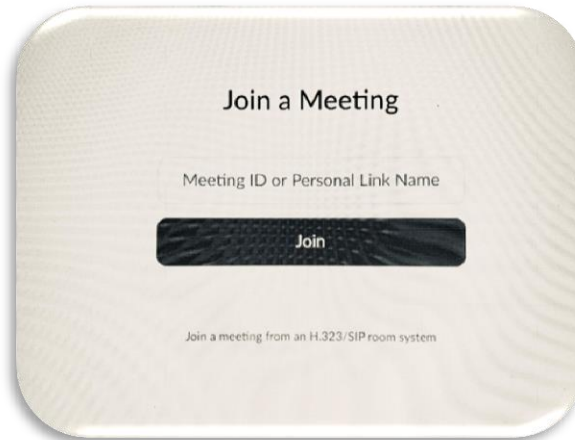 Join a Meeting
Meeting ID or Personal Link Name
Join
Join a meeting from an H.323/SIP room system